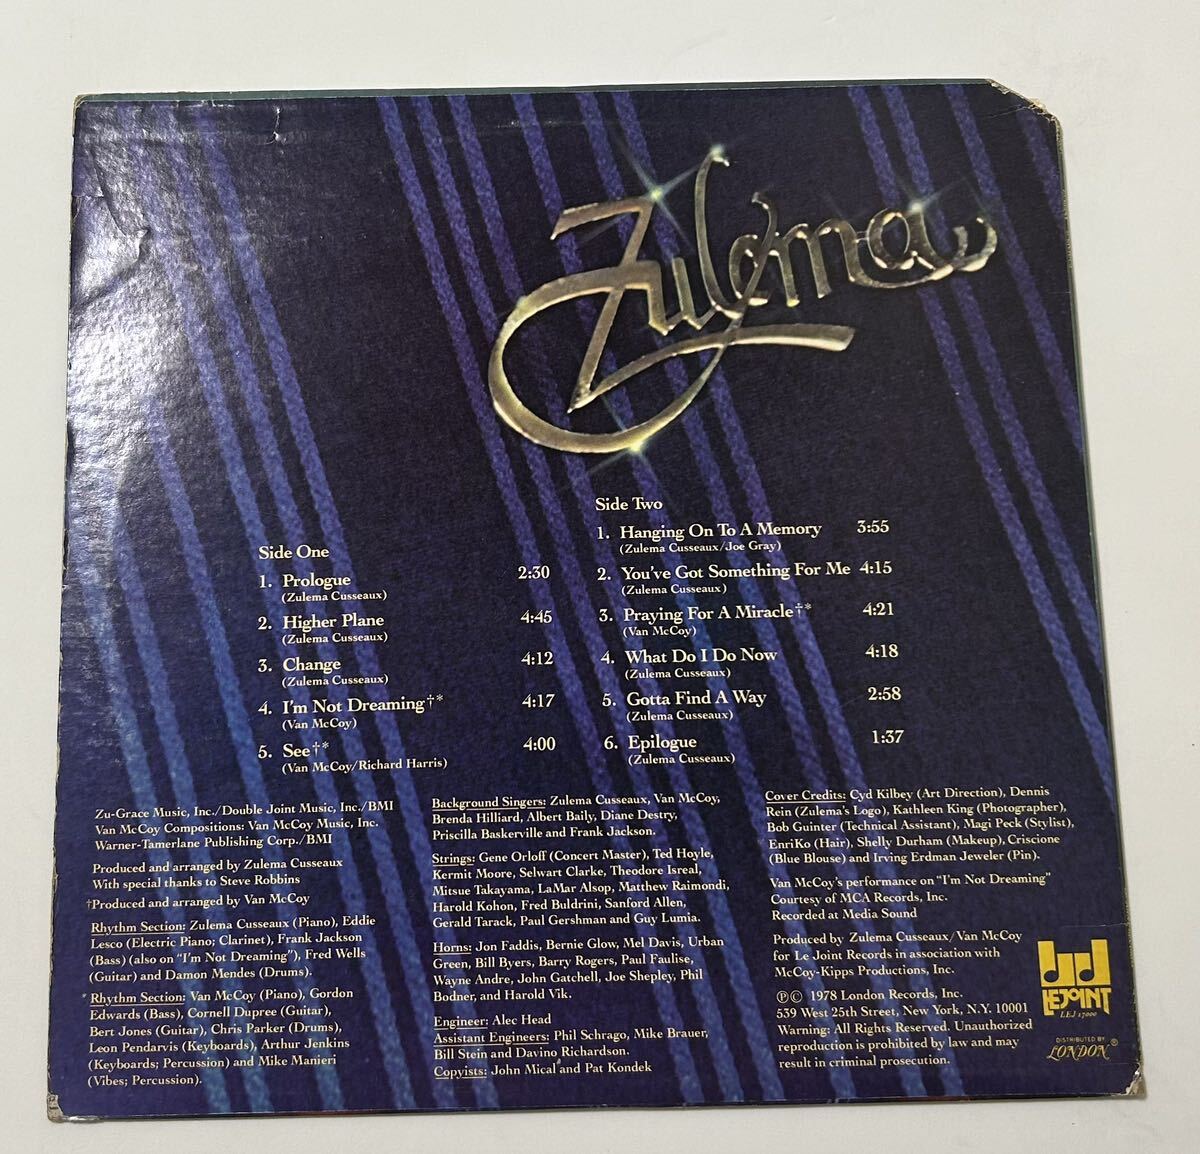 Zulema
Side One
1. Prologue 2:30
(Zulema Cusseaux)
2. Higher Plane 4:45
(Zulema Cusseaux)
3. Change 4:12
(Zulema Cusseaux)
4. I'm Not Dreaming†* 4:17
(Van McCoy)
5. See†* 4:00
(Van McCoy/Richard Harris)
Side Two
1. Hanging On To A Memory 3:55
(Zulema Cusseaux/Joe Gray)
2. You've Got Something For Me 4:15
(Zulema Cusseaux)
3. Praying For A Miracle†* 4:21
(Van McCoy)
4. What Do I Do Now 4:18
(Zulema Cusseaux)
5. Gotta Find A Way 2:58
(Zulema Cusseaux)
6. Epilogue 1:37
(Zulema Cusseaux)
Zu-Grace Music, Inc./Double Joint Music, Inc./BMI
Van McCoy Compositions: Van McCoy Music, Inc.
Warner-Tamerlane Publishing Corp./BMI
Produced and arranged by Zulema Cusseaux
With special thanks to Steve Robbins
†Produced and arranged by Van McCoy
Rhythm Section: Zulema Cusseaux (Piano), Eddie
Lesco (Electric Piano; Clarinet), Frank Jackson
(Bass) (also on "I'm Not Dreaming"), Fred Wells
(Guitar) and Damon Mendes (Drums).
* Rhythm Section: Van McCoy (Piano), Gordon
Edwards (Bass), Cornell Dupree (Guitar),
Bert Jones (Guitar), Chris Parker (Drums),
Leon Pendarvis (Keyboards), Arthur Jenkins
(Keyboards; Percussion) and Mike Manieri
(Vibes; Percussion).
Background Singers: Zulema Cusseaux, Van McCoy,
Brenda Hilliard, Albert Baily, Diane Destry,
Priscilla Baskerville and Frank Jackson.
Strings: Gene Orloff (Concert Master), Ted Hoyle,
Kermit Moore, Selwart Clarke, Theodore Isreal,
Mitsue Takayama, LaMar Alsop, Matthew Raimondi,
Harold Kohon, Fred Buldrini, Sanford Allen,
Gerald Tarack, Paul Gershman and Guy Lumia.
Horns: Jon Faddis, Bernie Glow, Mel Davis, Urban
Green, Bill Byers, Barry Rogers, Paul Faulise,
Wayne Andre, John Gatchell, Joe Shepley, Phil
Bodner, and Harold Vik.
Engineer: Alec Head
Assistant Engineers: Phil Schrago, Mike Brauer,
Bill Stein and Davino Richardson.
Copyists: John Mical and Pat Kondek
Cover Credits: Cyd Kilbey (Art Direction), Dennis
Rein (Zulema's Logo), Kathleen King (Photographer),
Bob Guinter (Technical Assistant), Magi Peck (Stylist),
EnriKo (Hair), Shelly Durham (Makeup), Criscione
(Blue Blouse) and Irving Erdman Jeweler (Pin).
Van McCoy's performance on "I'm Not Dreaming"
Courtesy of MCA Records, Inc.
Recorded at Media Sound
Produced by Zulema Cusseaux/Van McCoy
for Le Joint Records in association with
McCoy-Kipps Productions, Inc.
℗© 1978 London Records, Inc.
539 West 25th Street, New York, N.Y. 10001
Warning: All Rights Reserved. Unauthorized
reproduction is prohibited by law and may
result in criminal prosecution.
LEJOINT
LEJ 17000
DISTRIBUTED BY
LONDON®